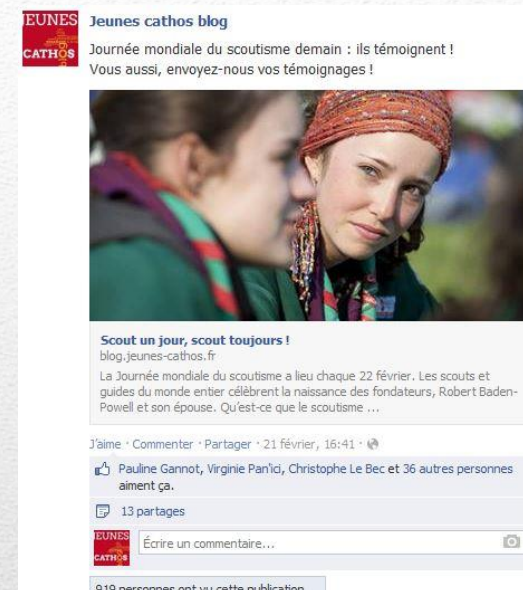 JEUNES
CATHOS
blog
Jeunes cathos blog
Journée mondiale du scoutisme demain : ils témoignent !
Vous aussi, envoyez-nous vos témoignages !
Scout un jour, scout toujours !
blog.jeunes-cathos.fr
La Journée mondiale du scoutisme a lieu chaque 22 février. Les scouts et
guides du monde entier célèbrent la naissance des fondateurs, Robert Baden-
Powell et son épouse. Qu'est-ce que le scoutisme ...
J'aime · Commenter · Partager · 21 février, 16:41 ·
Pauline Gannot, Virginie Pan'ici, Christophe Le Bec et 36 autres personnes
aiment ça.
13 partages
JEUNES
CATHOS
Écrire un commentaire...
919 personnes ont vu cette publication